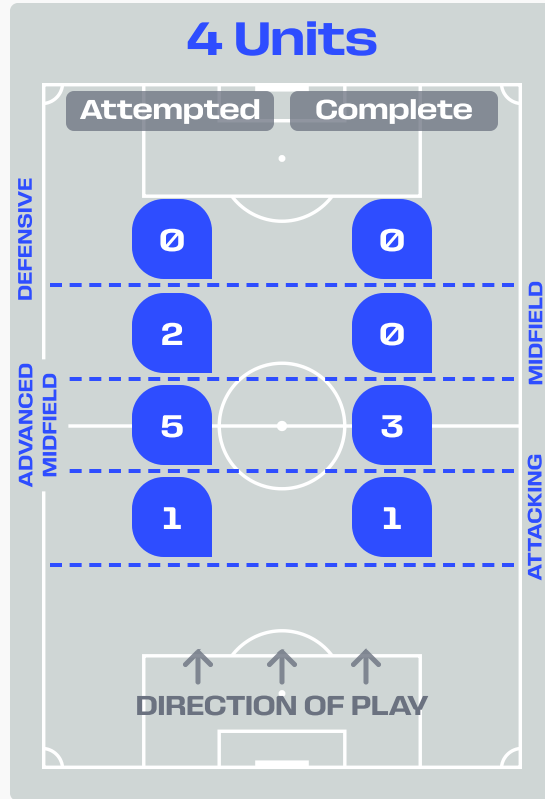 4 Units
Attempted Complete
DEFENSIVE
0 0
2 0
MIDFIELD
ADVANCED
MIDFIELD
5 3
1 1
ATTACKING
DIRECTION OF PLAY